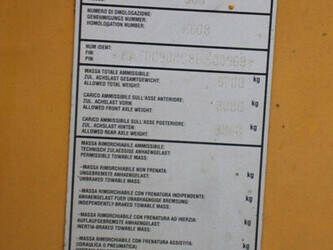 NUMERO DI OMOLOGAZIONE:
GENEHMIGUNGS NUMMER:
HOMOLOGATION NUMBER:
NUM IDENT:
FIN:
PIN:
MASSA TOTALE AMMISSIBILE:
ZUL. ACHSLAST GESAMTGEWICHT:
ALLOWED TOTAL WEIGHT:
kg
CARICO AMMISSIBILE SULL'ASSE ANTERIORE:
ZUL. ACHSLAST VORN:
ALLOWED FRONT AXLE WEIGHT:
kg
CARICO AMMISSIBILE SULL'ASSE POSTERIORE:
ZUL. ACHSLAST HINTEN:
ALLOWED REAR AXLE WEIGHT:
kg
MASSA RIMORCHIABILE AMMISSIBILE:
TECHNISCH ZULAESSIGE ANHAENGELAST:
PERMISSIBLE TOWABLE MASS:
-MASSA RIMORCHIABILE NON FRENATA:
UNGEBREMSTE ANHAENGELAST:
UNBRAKED TOWABLE MASS:
kg
-MASSA RIMORCHIABILE CON FRENATURA INDIPENDENTE:
ANHAENGELAST FUER UNABHAENGIGE BREMSUNG:
INDEPENDENTLY BRAKED TOWABLE MASS:
kg
-MASSA RIMORCHIABILE CON FRENATURA AD INERZIA:
AUFLAUFGEBREMSTE ANHAENGELAST:
INERTIA-BRAKED TOWABLE MASS:
kg
-MASSA RIMORCHIABILE CON FRENATURA ASSISTITA:
(IDRAULICA O PNEUMATICA)
kg